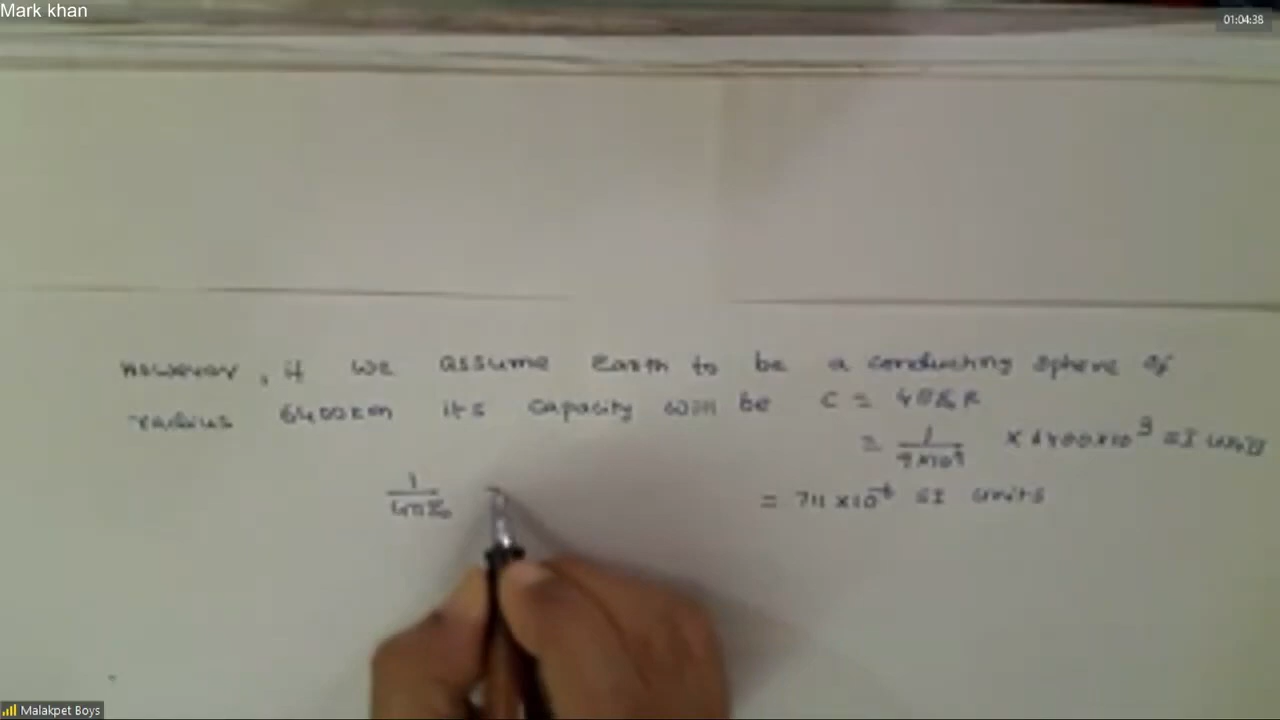 Mark khan
01:04:38
However, if we assume Earth to be a conducting sphere of
radius 6400km its capacity will be C = 4πε₀R
= 1/9×10⁹ × 6400×10³ SI units
1/4πε₀ = 711×10⁻⁶ SI units
Malakpet Boys